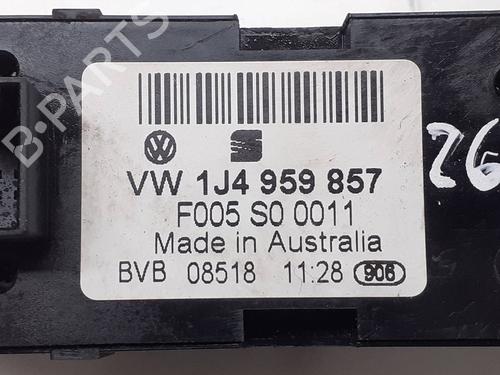 B-PARTS
VW 1J4 959 857
F005 S0 0011
Made in Australia
BVB 08518 11:28 906
26